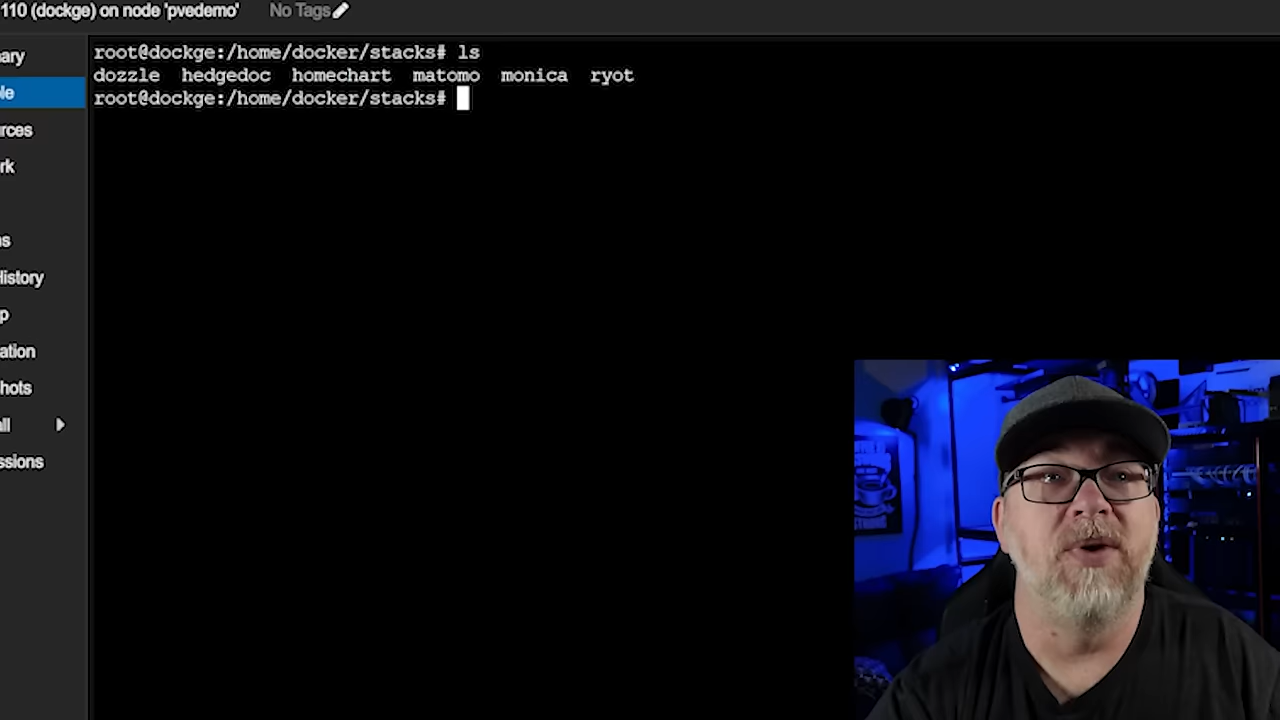 110 (dockge) on node 'pvedemo' No Tags
root@dockge:/home/docker/stacks# ls
dozzle hedgedoc homechart matomo monica ryot
root@dockge:/home/docker/stacks#
ary
le
rces
rk
s
History
p
ation
hots
ll
ssions